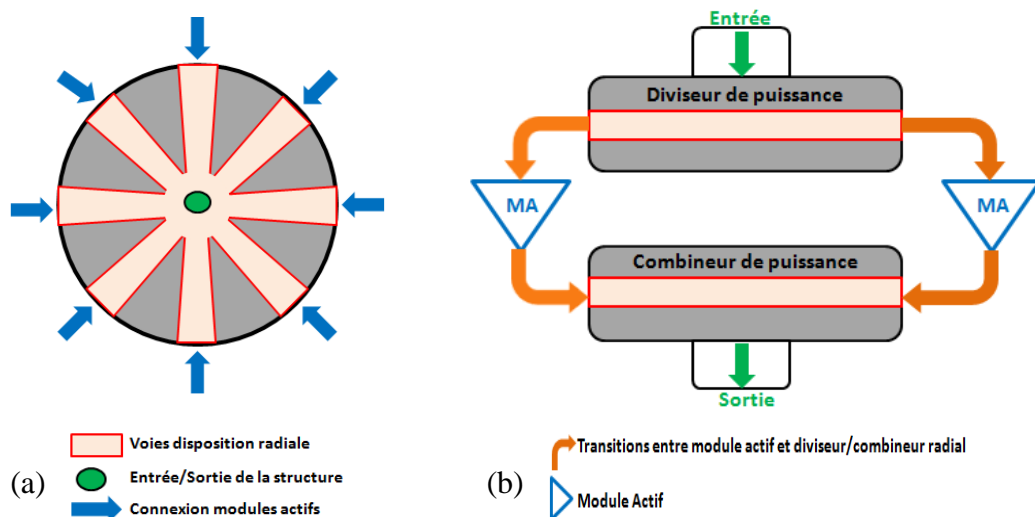 Entrée
Diviseur de puissance
MA
MA
Combineur de puissance
Sortie
Voies disposition radiale
Entrée/Sortie de la structure
Connexion modules actifs
(a)
Transitions entre module actif et diviseur/combineur radial
Module Actif
(b)